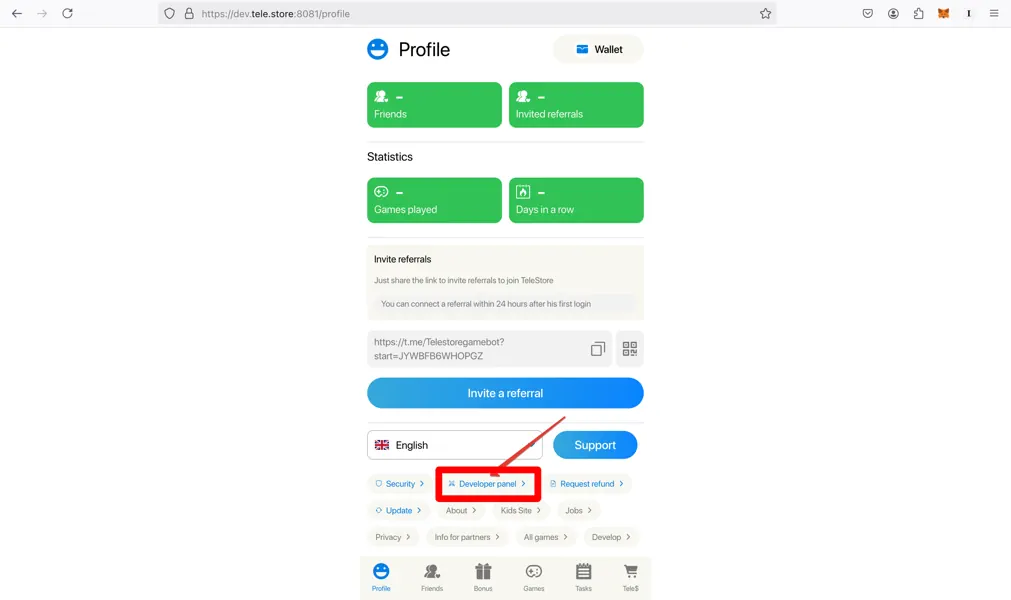 https://dev.tele.store:8081/profile
Profile
Wallet
–
–
Friends
Invited referrals
Statistics
–
–
Games played
Days in a row
Invite referrals
Just share the link to invite referrals to join TeleStore
You can connect a referral within 24 hours after his first login
https://t.me/Telestoregamebot?
start=JYWBFB6WHOPGZ
Invite a referral
English
Support
Security
Developer panel
Request refund
Update
About
Kids Site
Jobs
Privacy
Info for partners
All games
Develop
Profile
Friends
Bonus
Games
Tasks
Tele$